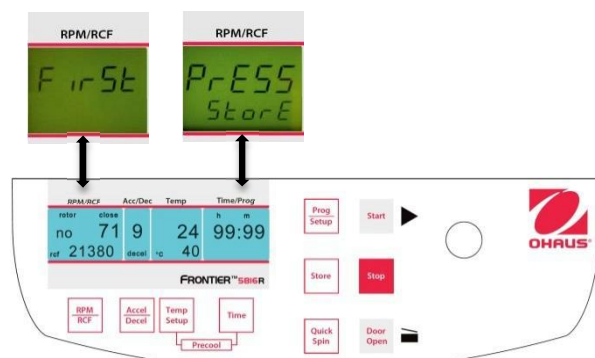 RPM/RCF
FirSt
RPM/RCF
PrESS
StorE
RPM/RCF Acc/Dec Temp Time/Prog
rotor close h m
no 71 9 24 99:99
rcf 21380 decel °C 40
FRONTIER™ 5816R
RPM
RCF
Accel
Decel
Temp
Setup
Time
Precool
Prog
Setup
Start
Store
Stop
Quick
Spin
Door
Open
OHAUS®